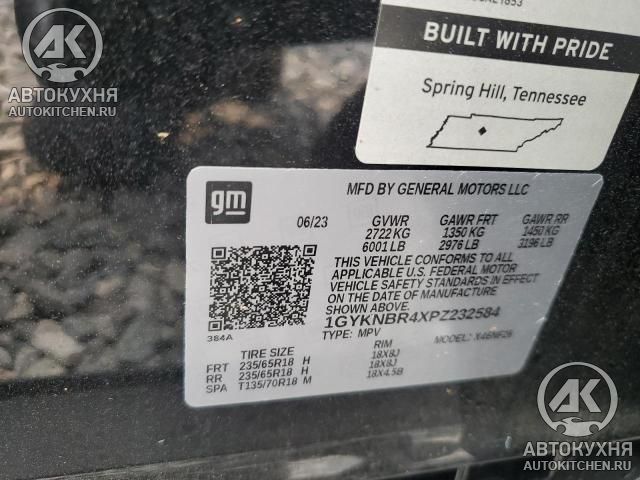 АК
АВТОКУХНЯ
AUTOKITCHEN.RU
BUILT WITH PRIDE
Spring Hill, Tennessee
gm
MFD BY GENERAL MOTORS LLC
06/23 GVWR GAWR FRT GAWR RR
2722 KG 1350 KG 1450 KG
6001 LB 2976 LB 3196 LB
THIS VEHICLE CONFORMS TO ALL
APPLICABLE U.S. FEDERAL MOTOR
VEHICLE SAFETY STANDARDS IN EFFECT
ON THE DATE OF MANUFACTURE
SHOWN ABOVE.
1GYKNBR4XPZ232584
TYPE: MPV MODEL: X46NF26
384A
TIRE SIZE RIM
FRT 235/65R18 H 18X8J
RR 235/65R18 H 18X8J
SPA T135/70R18 M 18X4.5B
АК
АВТОКУХНЯ
AUTOKITCHEN.RU